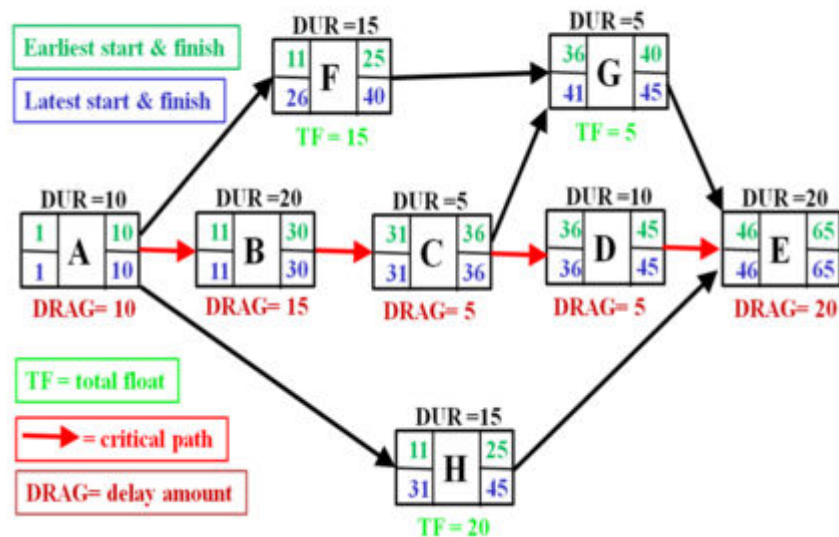 Earliest start & finish
Latest start & finish
DUR =15
11 F 25
26 40
TF = 15
DUR =5
36 G 40
41 45
TF = 5
DUR =10
1 A 10
1 10
DRAG= 10
DUR =20
11 B 30
11 30
DRAG= 15
DUR =5
31 C 36
31 36
DRAG= 5
DUR =10
36 D 45
36 45
DRAG= 5
DUR =20
46 E 65
46 65
DRAG= 20
TF = total float
= critical path
DRAG= delay amount
DUR =15
11 H 25
31 45
TF = 20